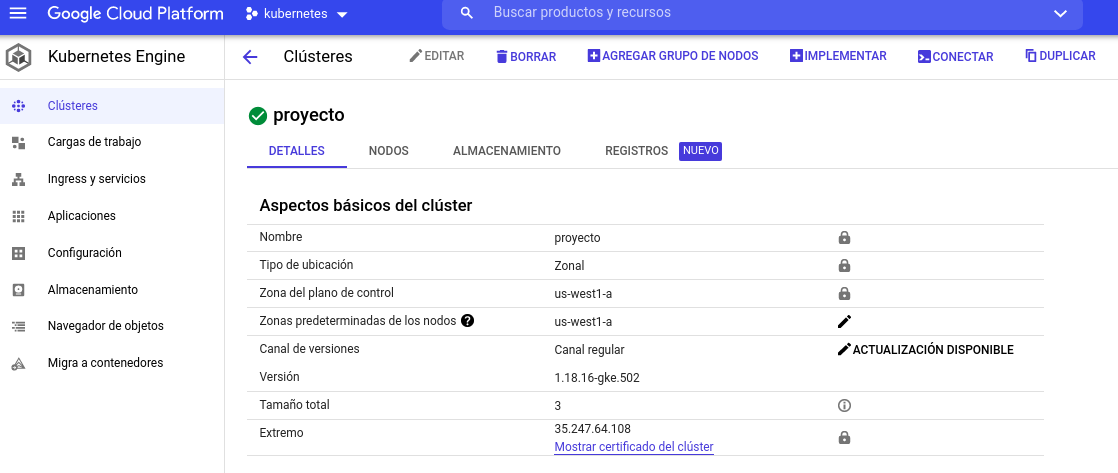 Google Cloud Platform kubernetes Buscar productos y recursos
Kubernetes Engine Clústeres EDITAR BORRAR AGREGAR GRUPO DE NODOS IMPLEMENTAR CONECTAR DUPLICAR
Clústeres
Cargas de trabajo
Ingress y servicios
Aplicaciones
Configuración
Almacenamiento
Navegador de objetos
Migra a contenedores
proyecto
DETALLES NODOS ALMACENAMIENTO REGISTROS NUEVO
Aspectos básicos del clúster
Nombre proyecto
Tipo de ubicación Zonal
Zona del plano de control us-west1-a
Zonas predeterminadas de los nodos ? us-west1-a
Canal de versiones Canal regular ACTUALIZACIÓN DISPONIBLE
Versión 1.18.16-gke.502
Tamaño total 3
Extremo 35.247.64.108
Mostrar certificado del clúster